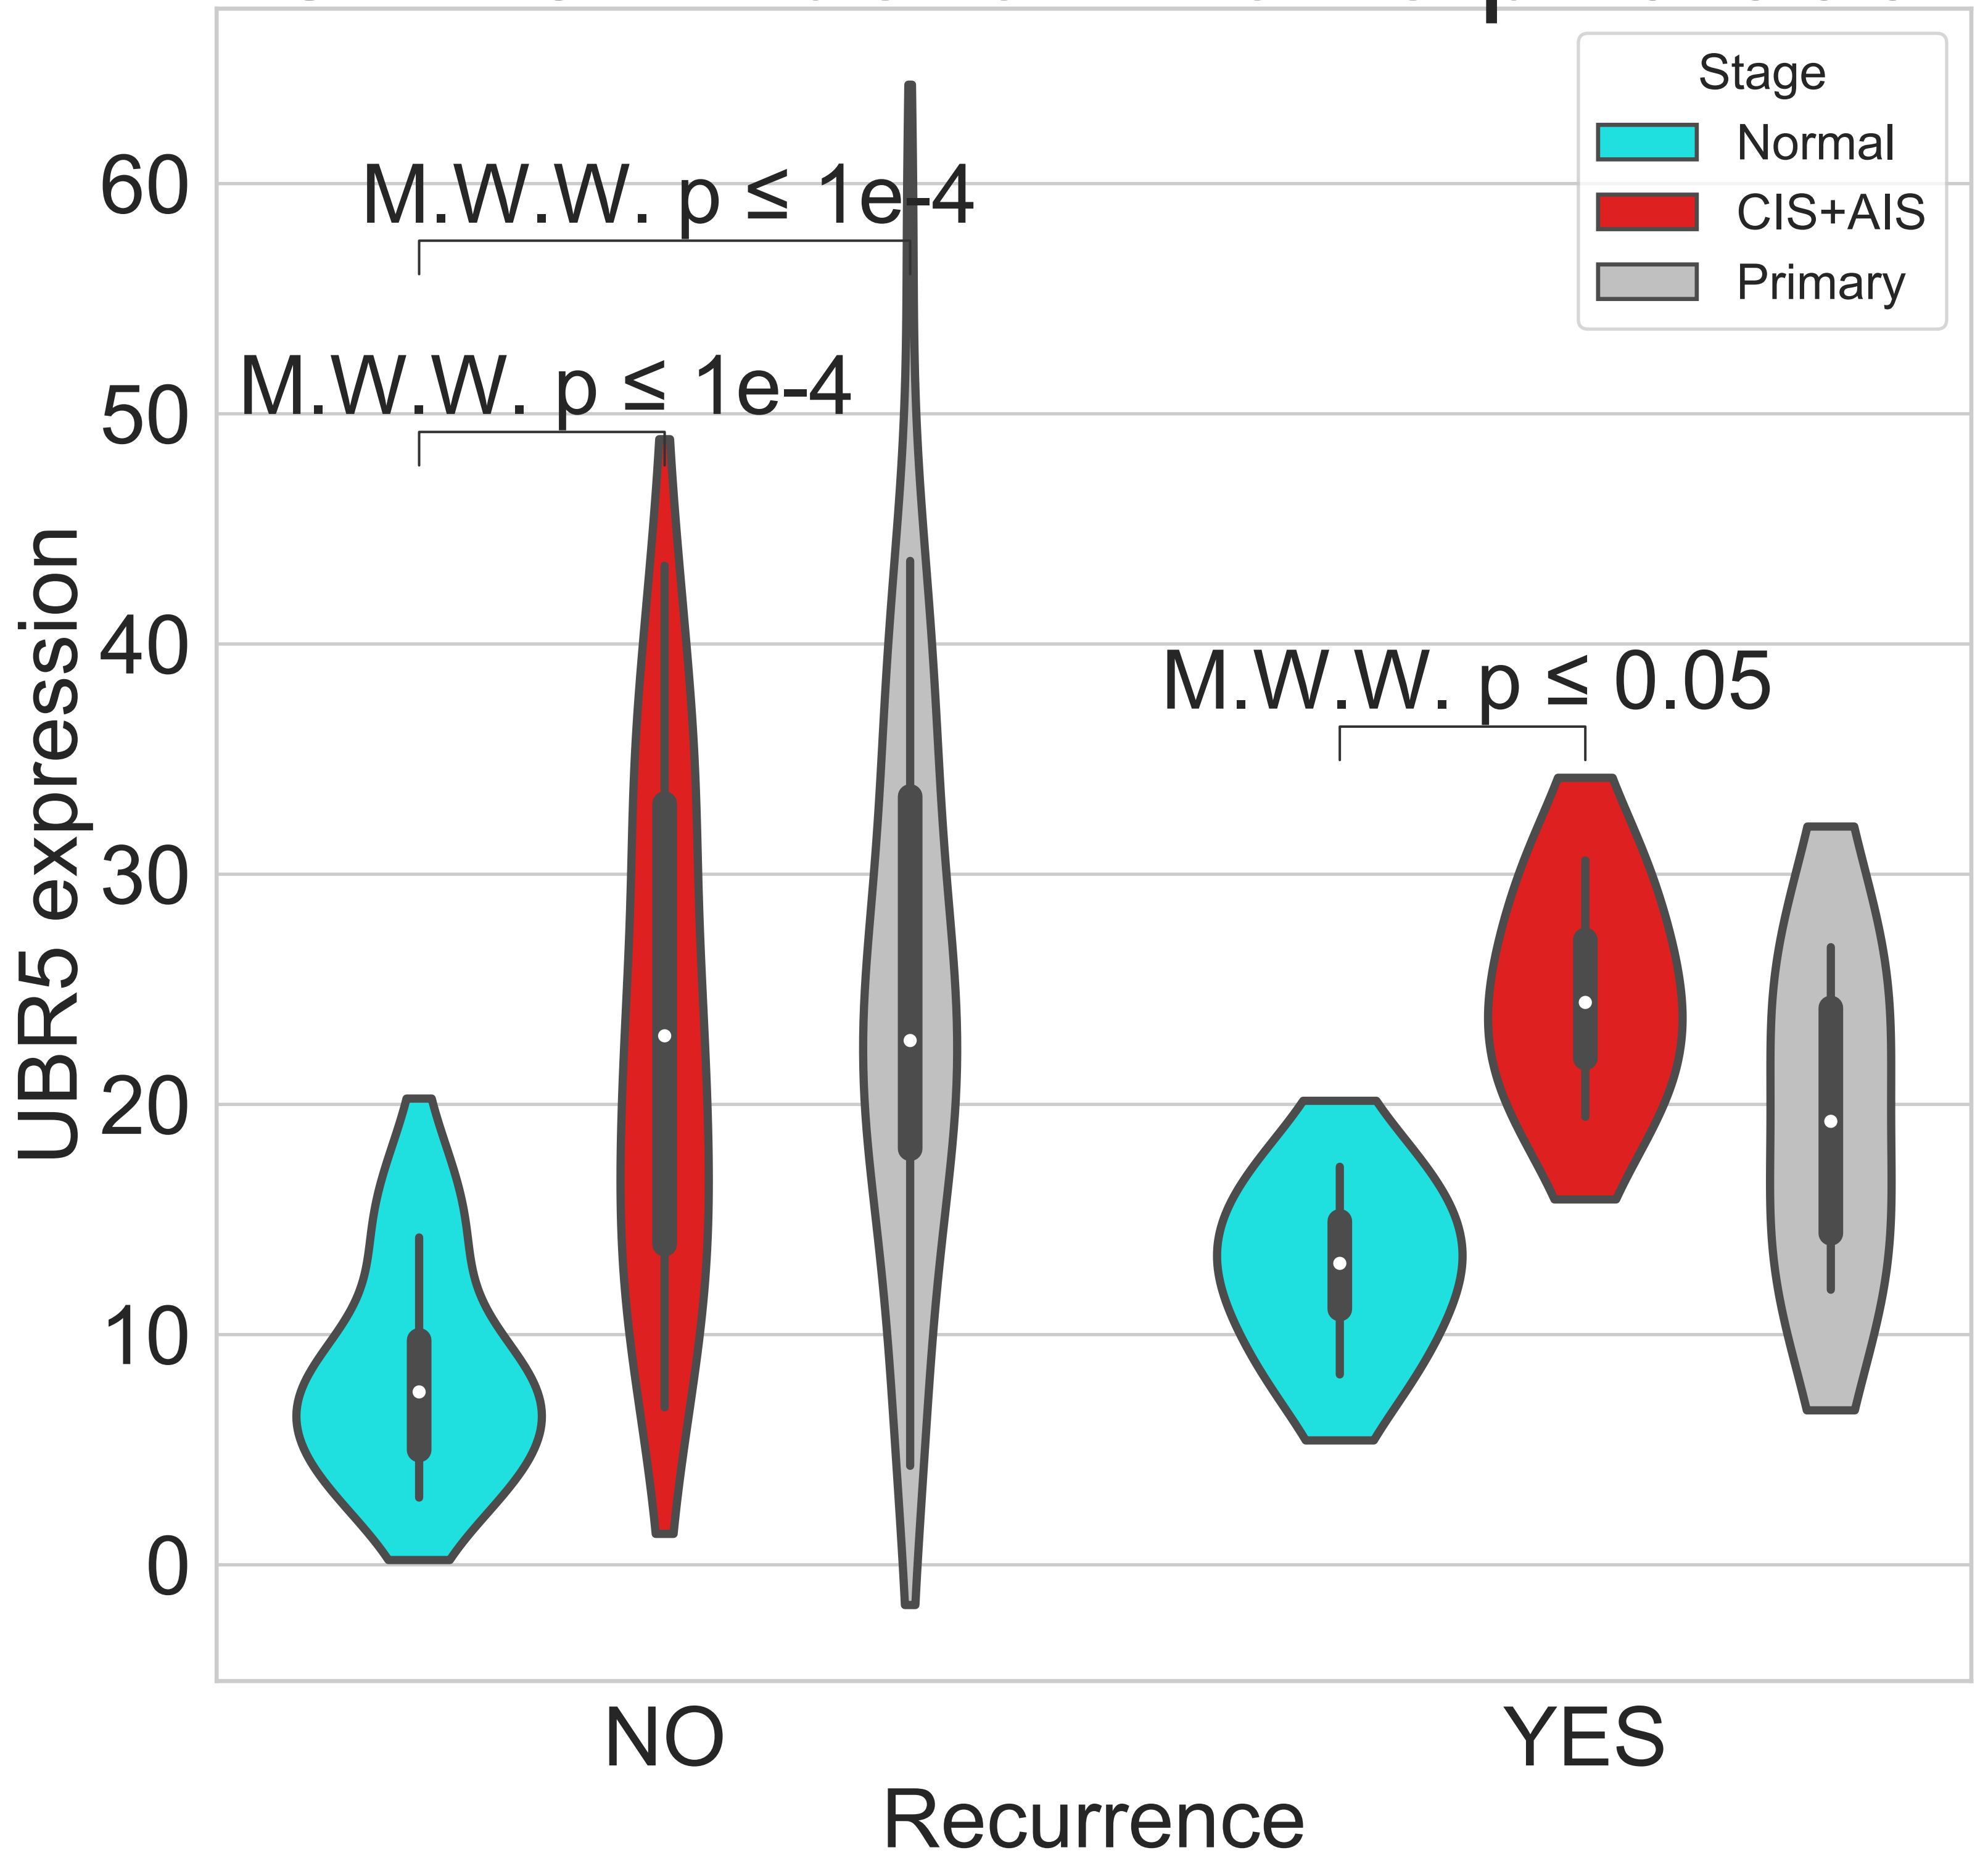 Stage
Normal
CIS+AIS
Primary
M.W.W. p ≤ 1e-4
M.W.W. p ≤ 1e-4
M.W.W. p ≤ 0.05
60
50
40
30
20
10
0
UBR5 expression
NO
YES
Recurrence